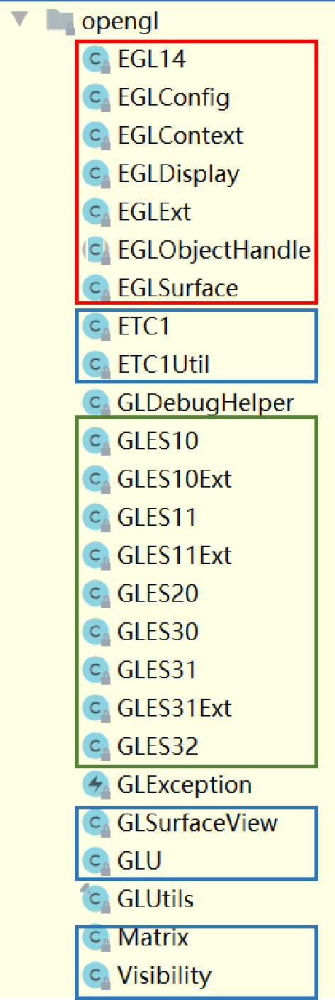 opengl
EGL14
EGLConfig
EGLContext
EGLDisplay
EGLExt
EGLObjectHandle
EGLSurface
ETC1
ETC1Util
GLDebugHelper
GLES10
GLES10Ext
GLES11
GLES11Ext
GLES20
GLES30
GLES31
GLES31Ext
GLES32
GLException
GLSurfaceView
GLU
GLUtils
Matrix
Visibility